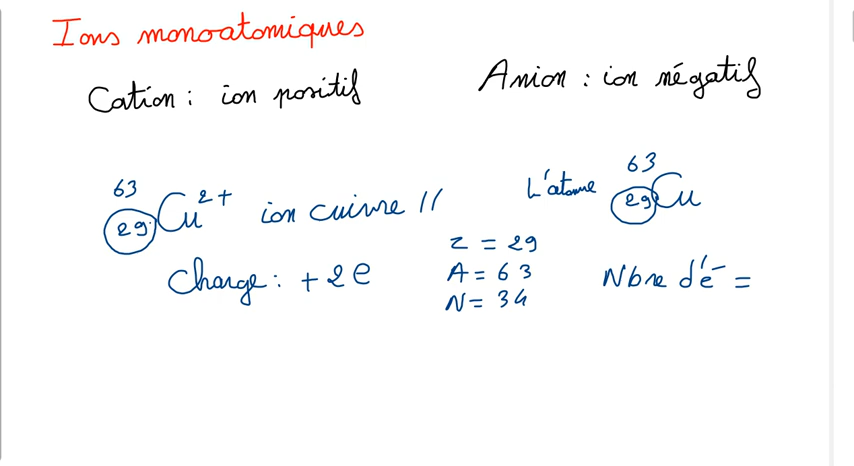 Ions monoatomiques
Cation : ion positif
Anion : ion négatif
63
29 Cu 2+ ion cuivre II
Charge : + 2e
L'atome 63
29 Cu
Z = 29
A = 63
N = 34
Nbre d'é- =